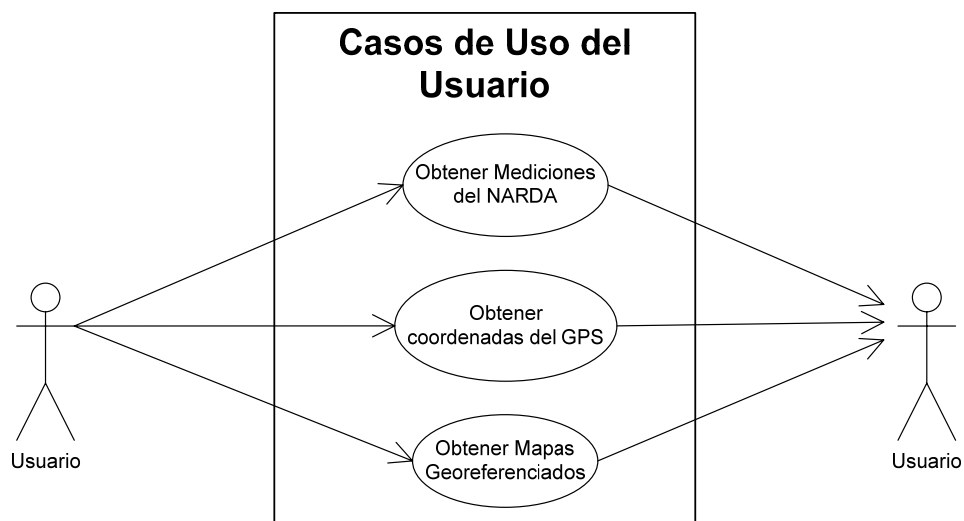 Casos de Uso del
Usuario
Obtener Mediciones
del NARDA
Obtener
coordenadas del GPS
Obtener Mapas
Georeferenciados
Usuario
Usuario